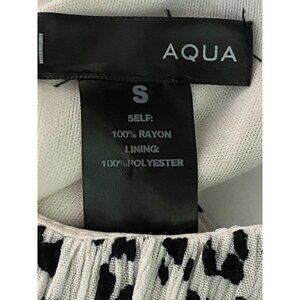 AQUA
S
SELF:
100% RAYON
LINING:
100% POLYESTER